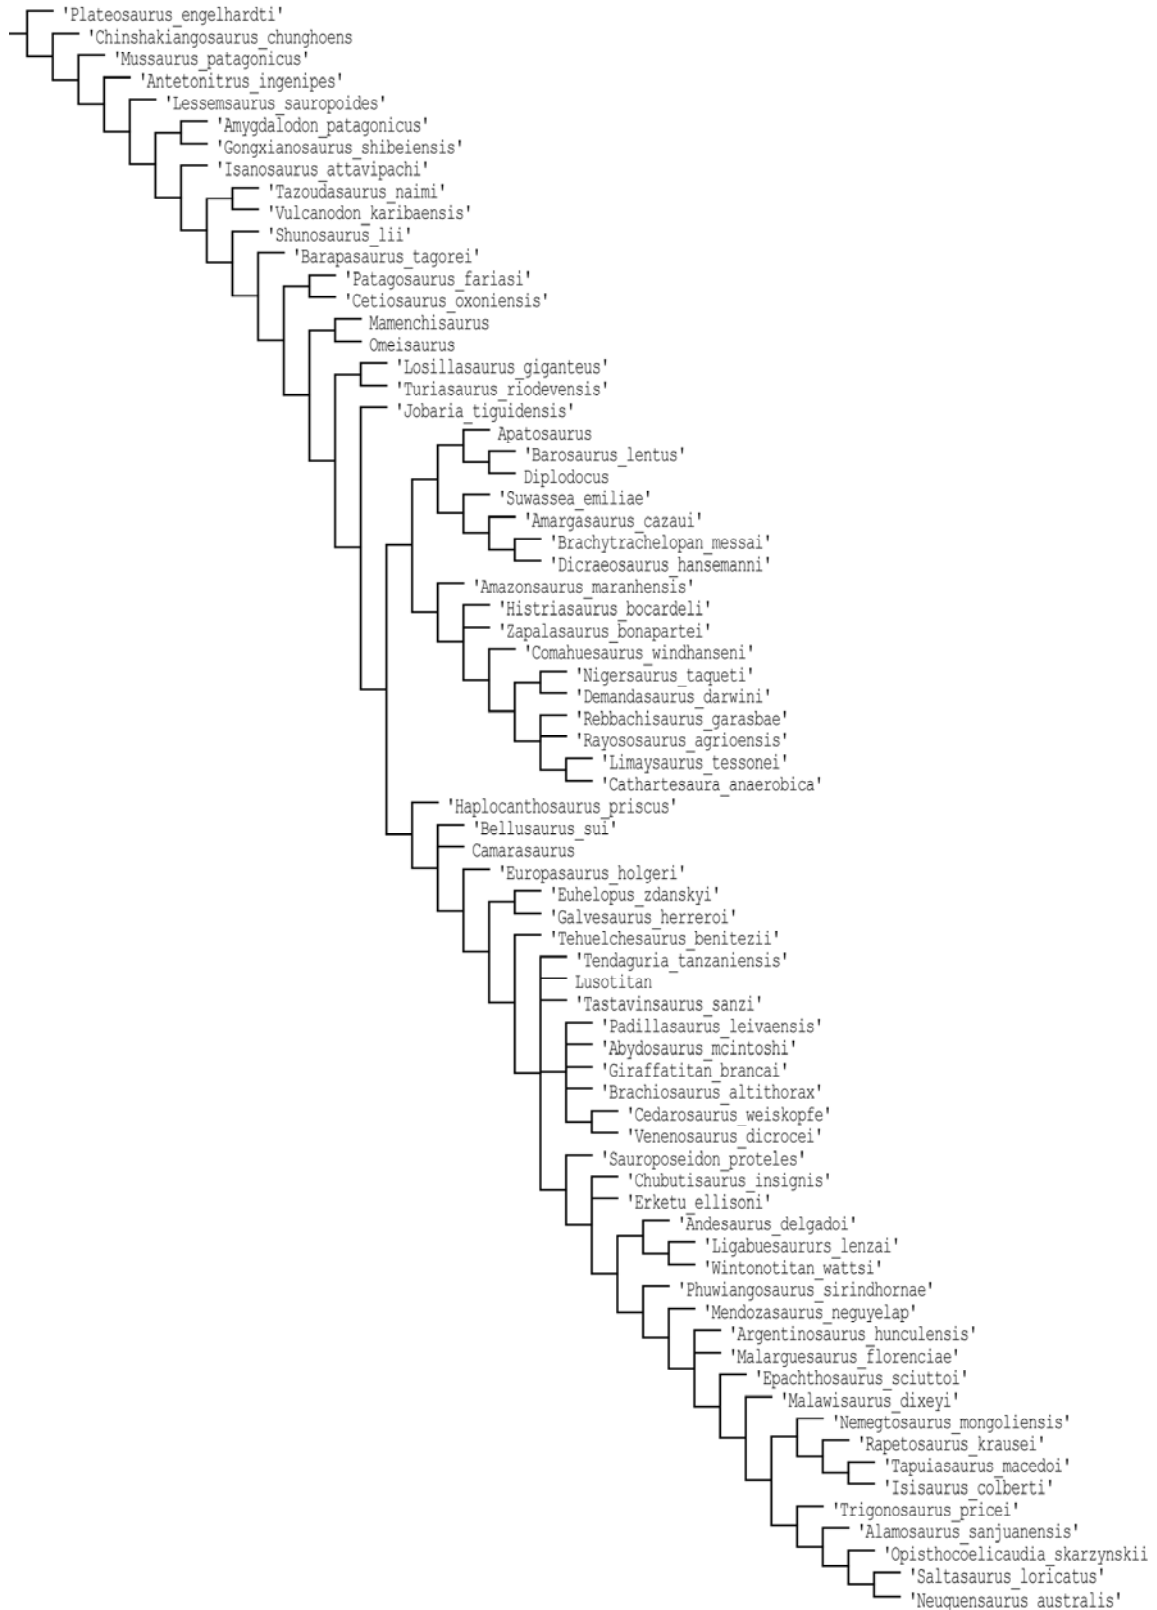 'Plateosaurus_engelhardti'
'Chinshakiangosaurus_chunghoens
'Mussaurus_patagonicus'
'Antetonitrus_ingenipes'
'Lessemsaurus_sauropoides'
'Amygdalodon_patagonicus'
'Gongxianosaurus_shibeiensis'
'Isanosaurus_attavipachi'
'Tazoudasaurus_naimi'
'Vulcanodon_karibaensis'
'Shunosaurus_lii'
'Barapasaurus_tagorei'
'Patagosaurus_fariasi'
'Cetiosaurus_oxoniensis'
Mamenchisaurus
Omeisaurus
'Losillasaurus_giganteus'
'Turiasaurus_riodevensis'
'Jobaria_tiguidensis'
Apatosaurus
'Barosaurus_lentus'
Diplodocus
'Suwassea_emiliae'
'Amargasaurus_cazaui'
'Brachytrachelopan_messai'
'Dicraeosaurus_hansemanni'
'Amazonsaurus_maranhensis'
'Histriasaurus_bocardeli'
'Zapalasaurus_bonapartei'
'Comahuesaurus_windhanseni'
'Nigersaurus_taqueti'
'Demandasaurus_darwini'
'Rebbachisaurus_garasbae'
'Rayososaurus_agrioensis'
'Limaysaurus_tessonei'
'Cathartesaura_anaerobica'
'Haplocanthosaurus_priscus'
'Bellusaurus_sui'
Camarasaurus
'Europasaurus_holgeri'
'Euhelopus_zdanskyi'
'Galvesaurus_herreroi'
'Tehuelchesaurus_benitezii'
'Tendaguria_tanzaniensis'
Lusotitan
'Tastavinsaurus_sanzi'
'Padillasaurus_leivaensis'
'Abydosaurus_mcintoshi'
'Giraffatitan_brancai'
'Brachiosaurus_altithorax'
'Cedarosaurus_weiskopfe'
'Venenosaurus_dicrocei'
'Sauroposeidon_proteles'
'Chubutisaurus_insignis'
'Erketu_ellisoni'
'Andesaurus_delgadoi'
'Ligabuesaururs_lenzai'
'Wintonotitan_wattsi'
'Phuwiangosaurus_sirindhornae'
'Mendozasaurus_neguyelap'
'Argentinosaurus_hunculensis'
'Malarguesaurus_florenciae'
'Epachthosaurus_sciuttoi'
'Malawisaurus_dixeyi'
'Nemegtosaurus_mongoliensis'
'Rapetosaurus_krausei'
'Tapuiasaurus_macedoi'
'Isisaurus_colberti'
'Trigonosaurus_pricei'
'Alamosaurus_sanjuanensis'
'Opisthocoelicaudia_skarzynskii
'Saltasaurus_loricatus'
'Neuquensaurus_australis'